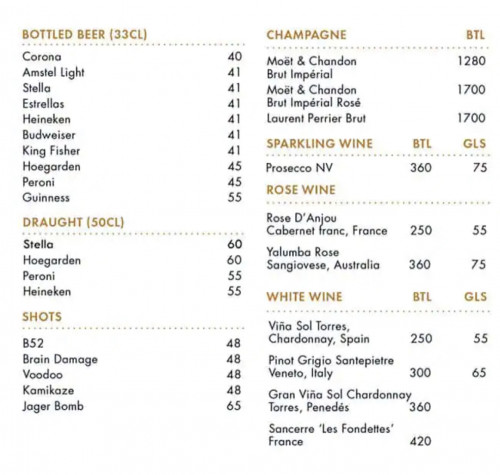 BOTTLED BEER (33CL)
Corona 40
Amstel Light 41
Stella 41
Estrellas 41
Heineken 41
Budweiser 41
King Fisher 41
Hoegarden 45
Peroni 45
Guinness 55
DRAUGHT (50CL)
Stella 60
Hoegarden 60
Peroni 55
Heineken 55
SHOTS
B52 48
Brain Damage 48
Voodoo 48
Kamikaze 48
Jager Bomb 65
CHAMPAGNE BTL
Moët & Chandon 1280
Brut Impérial
Moët & Chandon 1700
Brut Impérial Rosé
Laurent Perrier Brut 1700
SPARKLING WINE BTL GLS
Prosecco NV 360 75
ROSE WINE
Rose D'Anjou
Cabernet franc, France 250 55
Yalumba Rose
Sangiovese, Australia 360 75
WHITE WINE BTL GLS
Viña Sol Torres,
Chardonnay, Spain 250 55
Pinot Grigio Santepietre
Veneto, Italy 300 65
Gran Viña Sol Chardonnay
Torres, Penedés 360
Sancerre 'Les Fondettes'
France 420